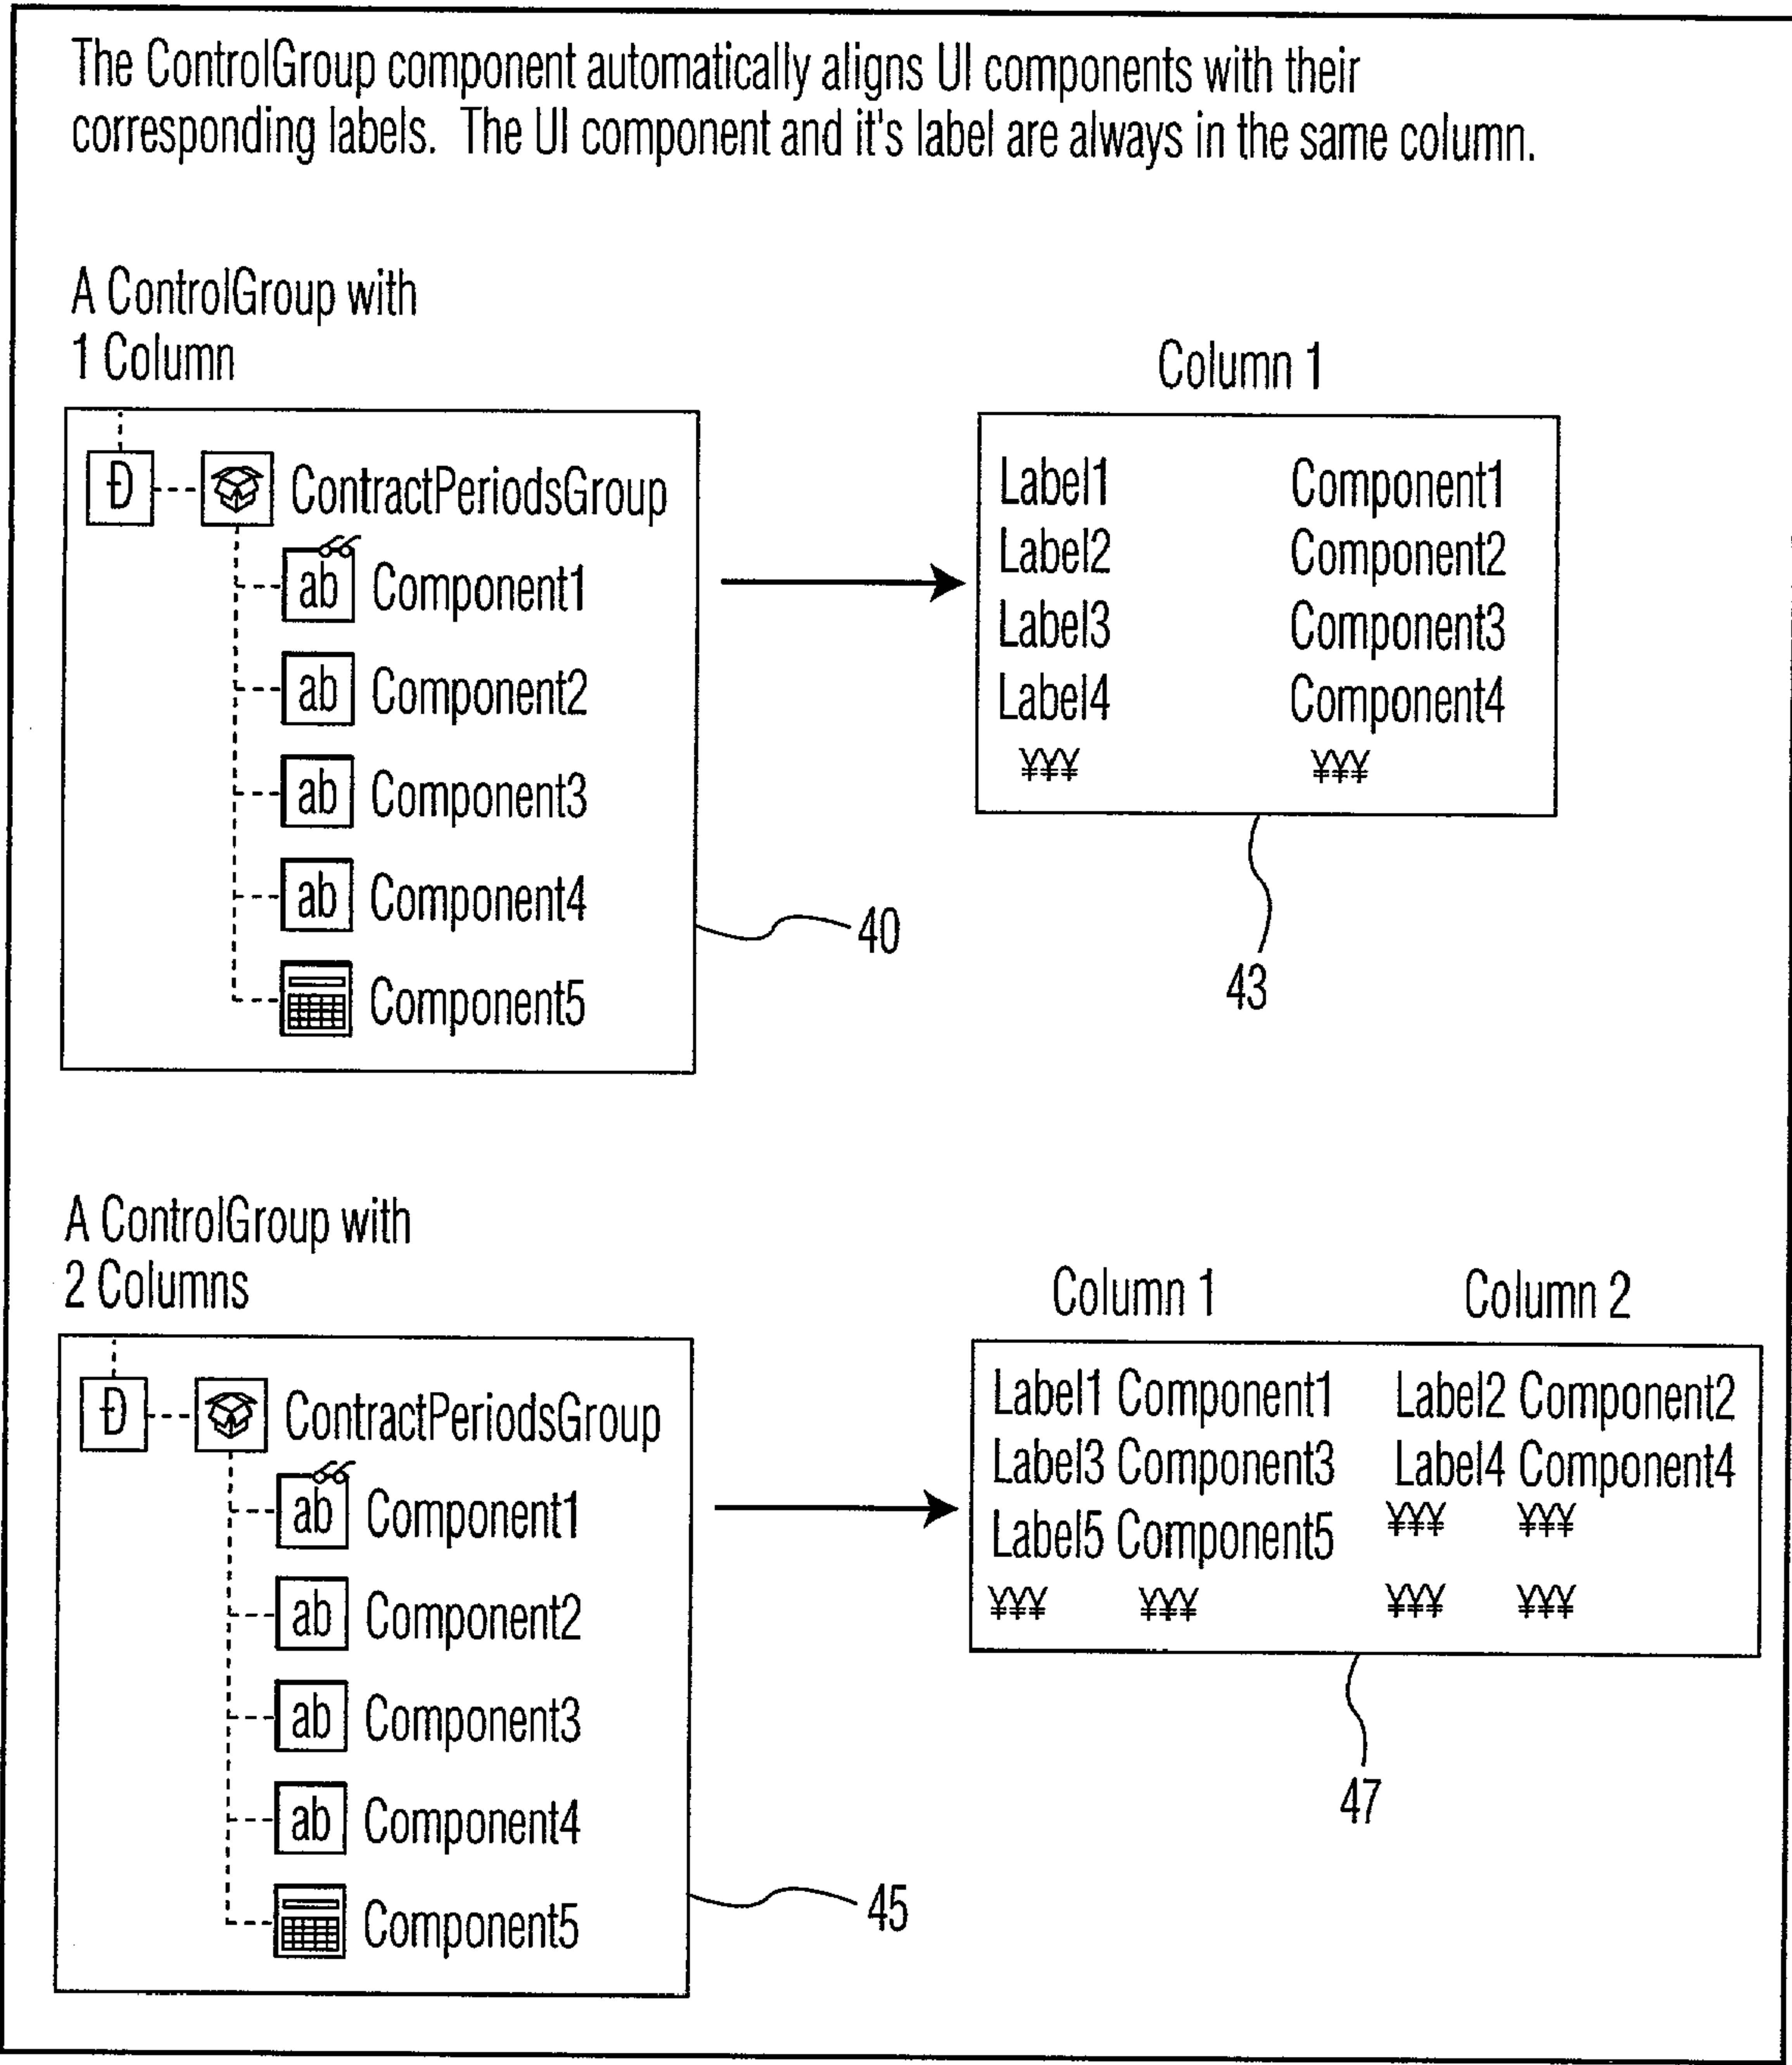 The ControlGroup component automatically aligns UI components with their
corresponding labels. The UI component and it's label are always in the same column.
A ControlGroup with
1 Column
Đ ContractPeriodsGroup
ab Component1
ab Component2
ab Component3
ab Component4
Component5
40
Column 1
Label1 Component1
Label2 Component2
Label3 Component3
Label4 Component4
¥¥¥ ¥¥¥
43
A ControlGroup with
2 Columns
Đ ContractPeriodsGroup
ab Component1
ab Component2
ab Component3
ab Component4
Component5
45
Column 1 Column 2
Label1 Component1 Label2 Component2
Label3 Component3 Label4 Component4
Label5 Component5 ¥¥¥ ¥¥¥
¥¥¥ ¥¥¥ ¥¥¥ ¥¥¥
47